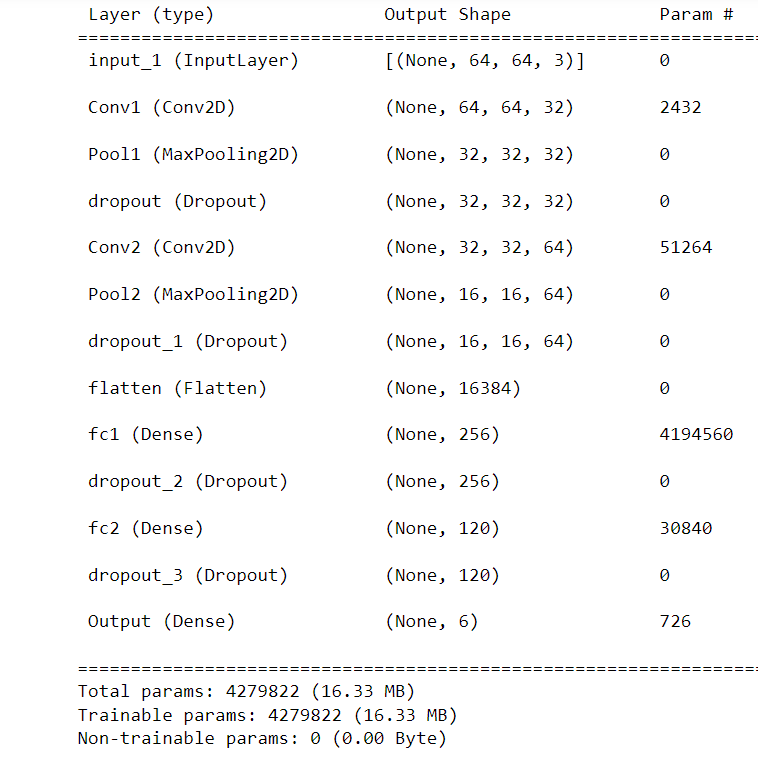 Layer (type) Output Shape Param #
=================================================================
input_1 (InputLayer) [(None, 64, 64, 3)] 0
Conv1 (Conv2D) (None, 64, 64, 32) 2432
Pool1 (MaxPooling2D) (None, 32, 32, 32) 0
dropout (Dropout) (None, 32, 32, 32) 0
Conv2 (Conv2D) (None, 32, 32, 64) 51264
Pool2 (MaxPooling2D) (None, 16, 16, 64) 0
dropout_1 (Dropout) (None, 16, 16, 64) 0
flatten (Flatten) (None, 16384) 0
fc1 (Dense) (None, 256) 4194560
dropout_2 (Dropout) (None, 256) 0
fc2 (Dense) (None, 120) 30840
dropout_3 (Dropout) (None, 120) 0
Output (Dense) (None, 6) 726
=================================================================
Total params: 4279822 (16.33 MB)
Trainable params: 4279822 (16.33 MB)
Non-trainable params: 0 (0.00 Byte)